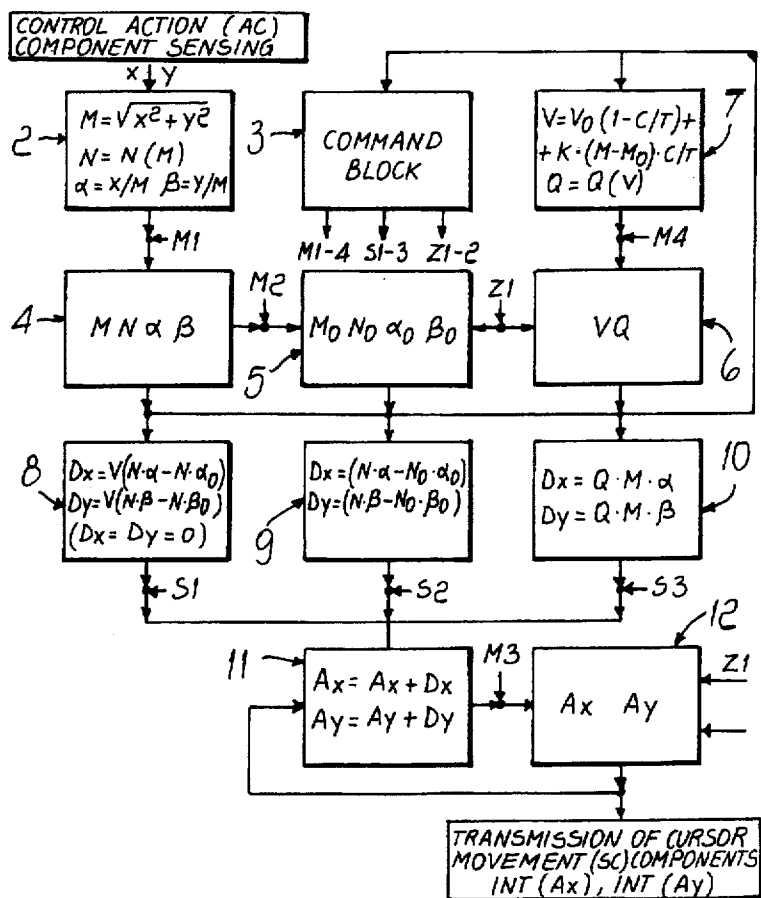 CONTROL ACTION (AC)
COMPONENT SENSING
X Y
2
M=√x²+y²
N=N(M)
α=X/M β=Y/M
3
COMMAND
BLOCK
7
V=V₀(1-C/T)+
+K·(M-M₀)·C/T
Q=Q(V)
M1
M1-4 S1-3 Z1-2
M4
4
M N α β
M2
M₀ N₀ α₀ β₀
5
Z1
VQ
6
8
Dx=V(N·α-N·α₀)
Dy=V(N·β-N·β₀)
(Dx=Dy=0)
9
Dx=(N·α-N₀·α₀)
Dy=(N·β-N₀·β₀)
10
Dx=Q·M·α
Dy=Q·M·β
S1
S2
S3
11
Ax=Ax+Dx
Ay=Ay+Dy
M3
12
Ax Ay
Z1
TRANSMISSION OF CURSOR
MOVEMENT (SC) COMPONENTS
INT (Ax), INT (Ay)